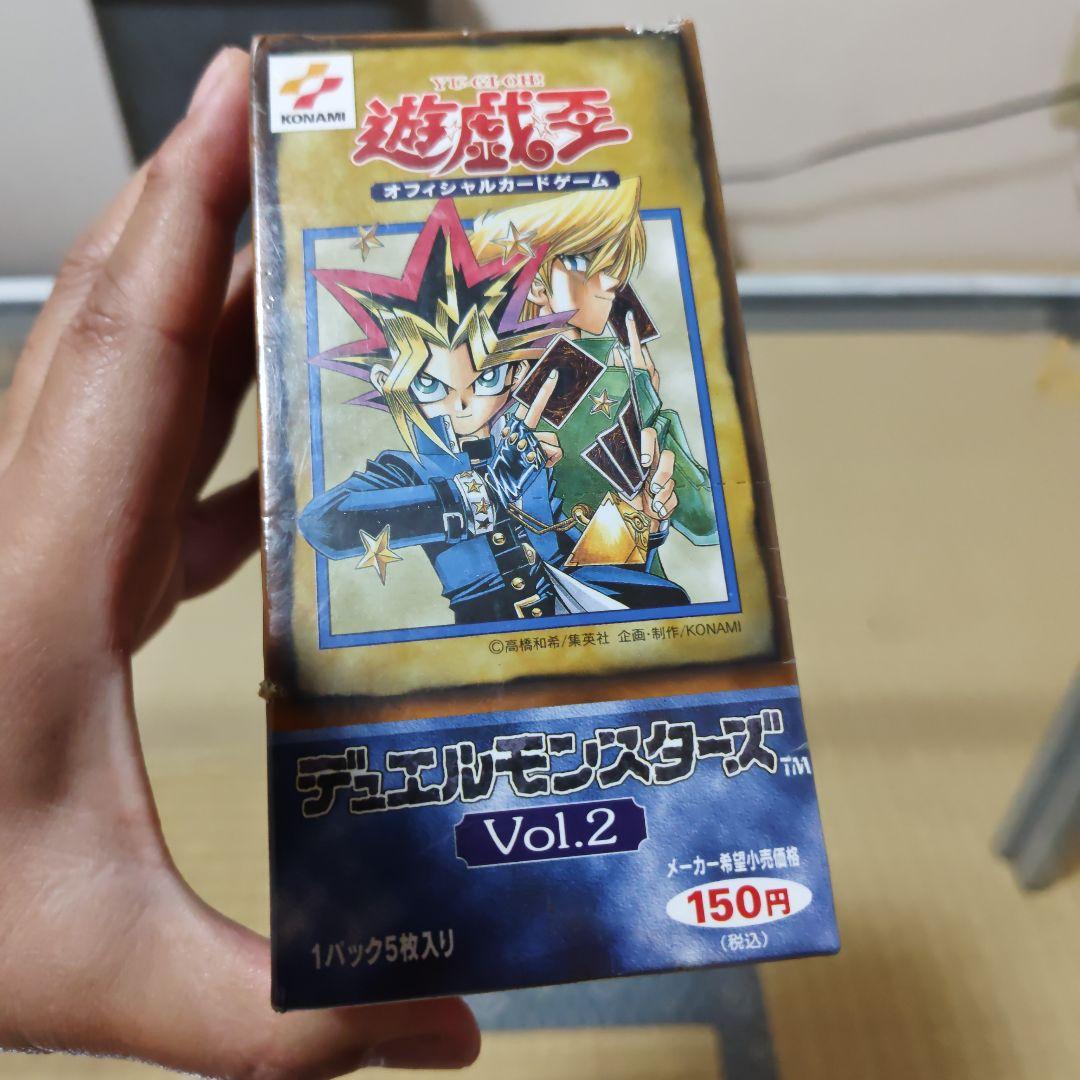 KONAMI
YU-GI-OH!
遊戯王
オフィシャルカードゲーム
©高橋和希/集英社 企画・制作/KONAMI
デュエルモンスターズ™
Vol.2
メーカー希望小売価格
150円
(税込)
1パック5枚入り